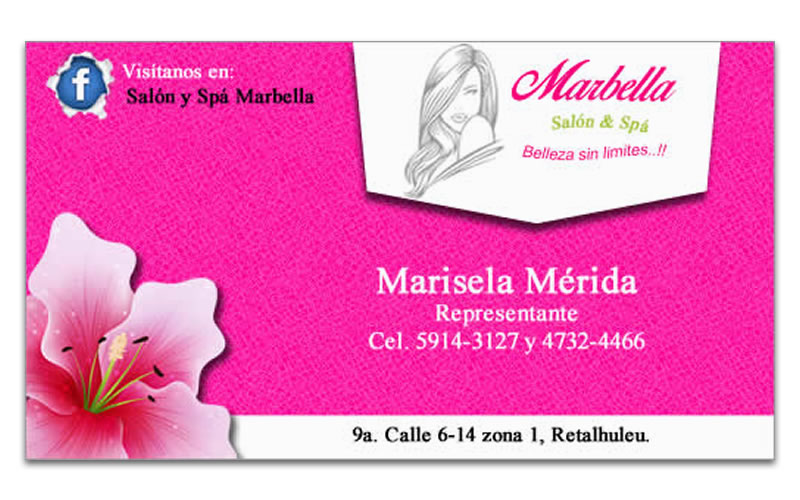 Visítanos en:
Salón y Spá Marbella
Marbella
Salón & Spá
Belleza sin limites..!!
Marisela Mérida
Representante
Cel. 5914-3127 y 4732-4466
9a. Calle 6-14 zona 1, Retalhuleu.